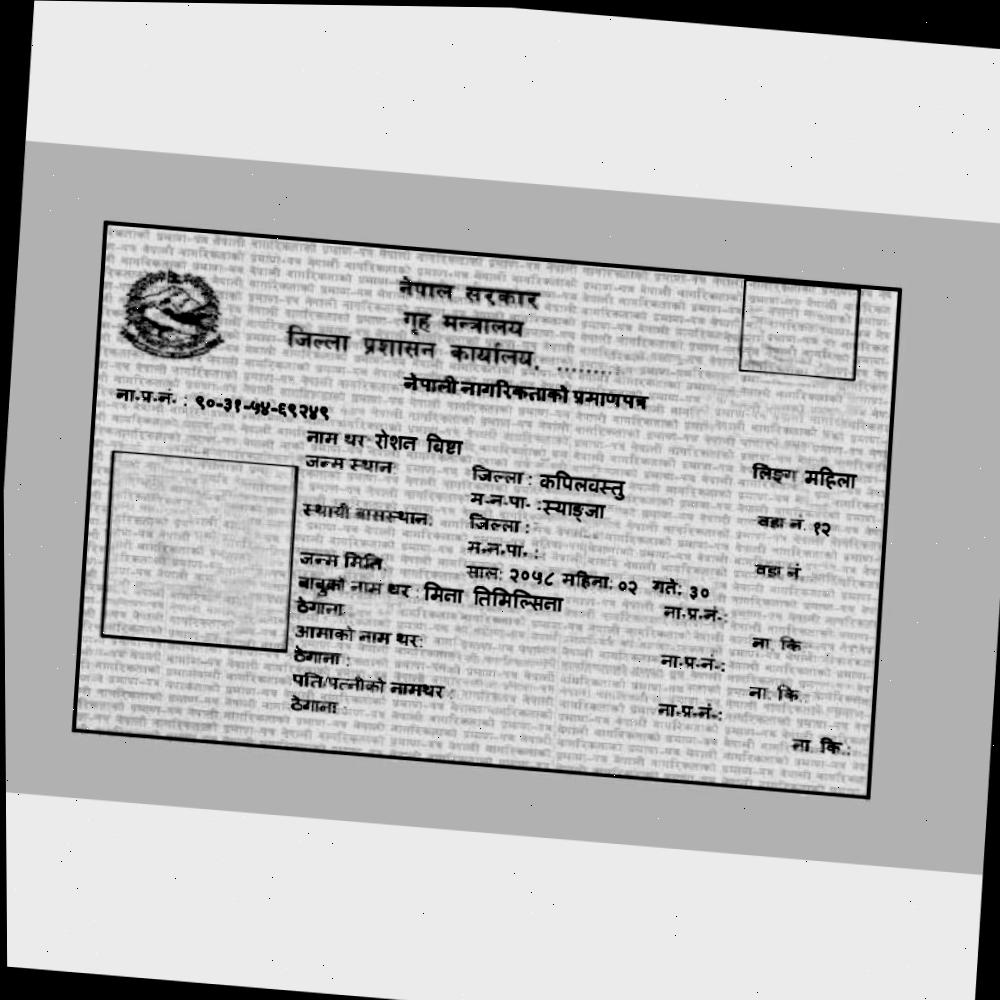 नेपाल सरकार
गृह मन्त्रालय
जिल्ला प्रशासन कार्यालय, .........
नेपाली नागरिकताको प्रमाणपत्र
ना.प्र.नं. : ९०-३१-५४-६९२४९
नाम थर: रोशन बिष्टा
लिङ्ग महिला
जन्म स्थान: जिल्ला : कपिलवस्तु
म.न.पा. :स्याङ्जा वडा नं. १२
स्थायी बासस्थान: जिल्ला :
म.न.पा. : वडा नं.
जन्म मिति साल: २०५८ महिना: ०२ गते: ३०
बाबुको नाम थर : मिना तिमिल्सिना ना.प्र.नं.:
ठेगाना: ना. कि
आमाको नाम थर: ना.प्र.नं.:
ठेगाना : ना. कि.
पति/पत्नीको नामथर : ना.प्र.नं.:
ठेगाना : ना. कि.: